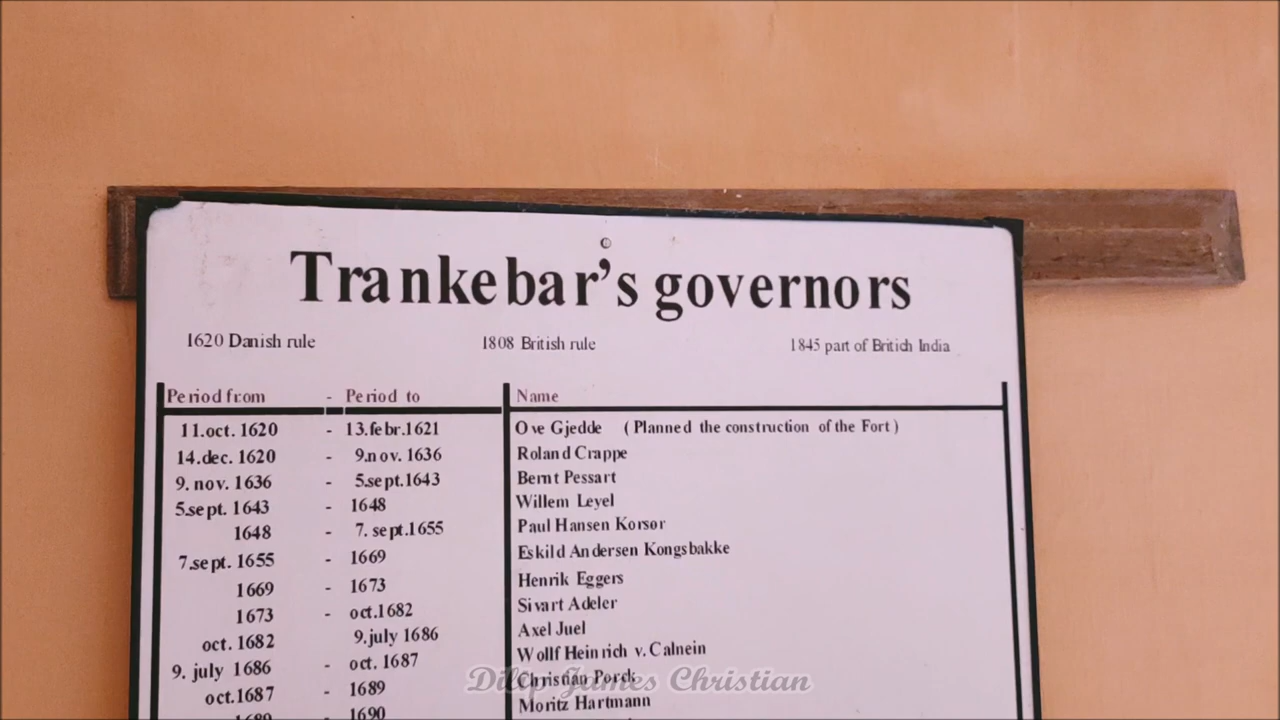 Trankebar's governors
1620 Danish rule 1808 British rule 1845 part of Britich India
Period from - Period to Name
11.oct. 1620 - 13.febr.1621 Ove Gjedde (Planned the construction of the Fort)
14.dec. 1620 - 9.nov. 1636 Roland Crappe
9. nov. 1636 - 5.sept.1643 Bernt Pessart
5.sept. 1643 - 1648 Willem Leyel
1648 - 7. sept.1655 Paul Hansen Korsør
7.sept. 1655 - 1669 Eskild Andersen Kongsbakke
1669 - 1673 Henrik Eggers
1673 - oct.1682 Sivart Adeler
oct. 1682 9.july 1686 Axel Juel
9. july 1686 - oct. 1687 Wollf Heinrich v. Calnein
oct.1687 - 1689 Christian Porck
1689 - 1690 Moritz Hartmann
Dilip James Christian